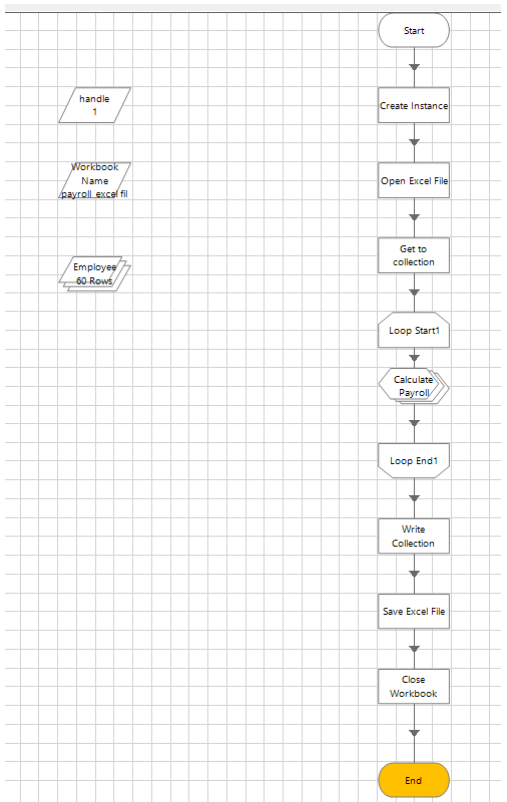 Start
handle
1
Create Instance
Workbook
Name
payroll excel fil
Open Excel File
Get to
collection
Employee
60 Rows
Loop Start1
Calculate
Payroll
Loop End1
Write
Collection
Save Excel File
Close
Workbook
End